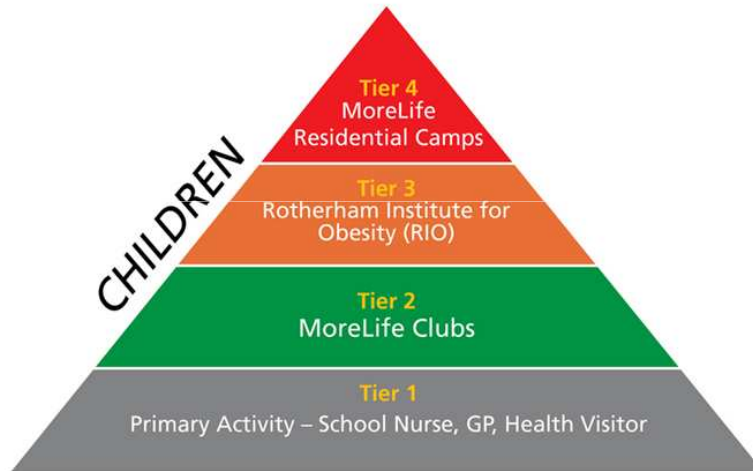 Tier 4
MoreLife
Residential Camps
CHILDREN
Tier 3
Rotherham Institute for
Obesity (RIO)
Tier 2
MoreLife Clubs
Tier 1
Primary Activity – School Nurse, GP, Health Visitor